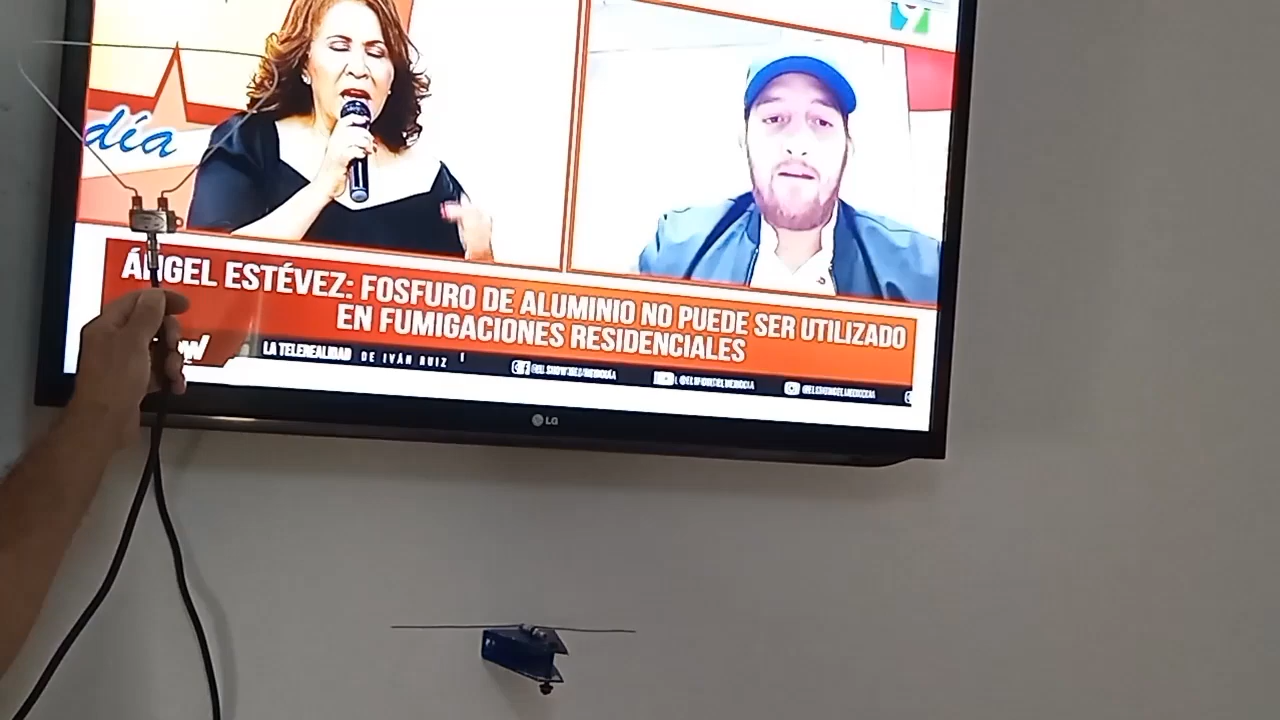 día
ÁNGEL ESTÉVEZ: FOSFURO DE ALUMINIO NO PUEDE SER UTILIZADO
EN FUMIGACIONES RESIDENCIALES
LA TELEREALIDAD DE IVÁN RUIZ
LG